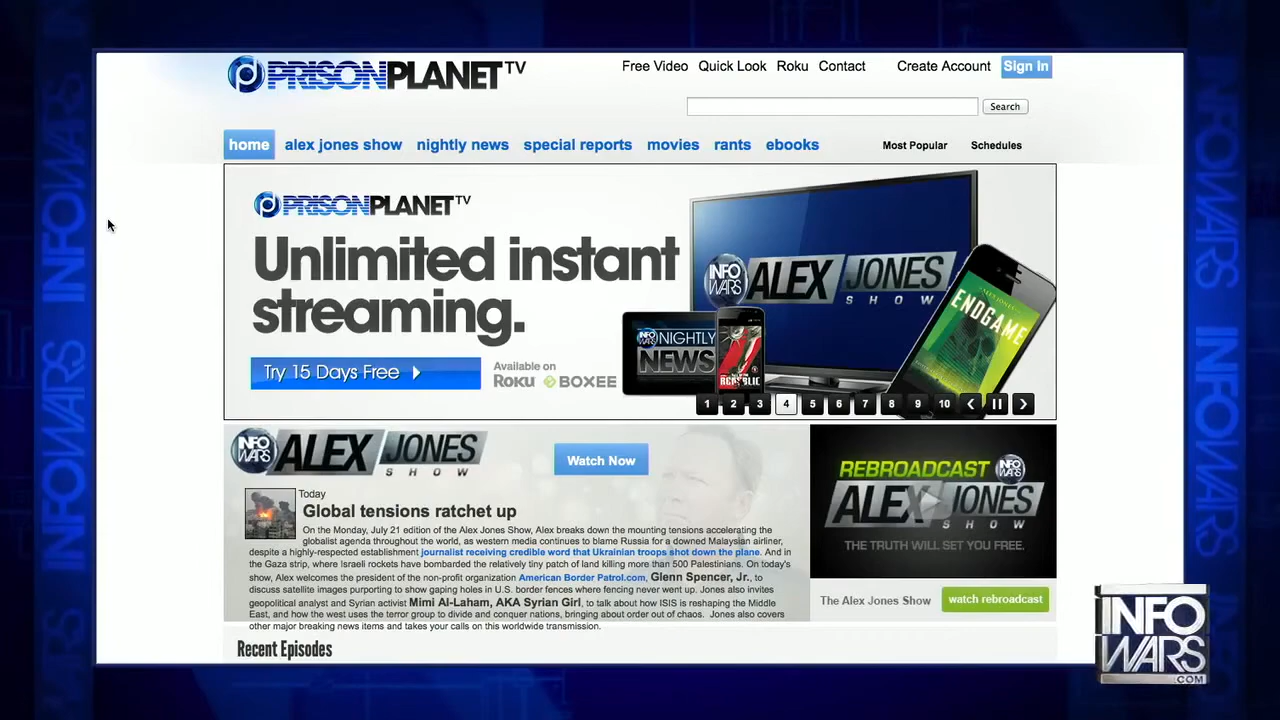 PRISONPLANET TV
Free Video Quick Look Roku Contact Create Account Sign In
Search
home alex jones show nightly news special reports movies rants ebooks Most Popular Schedules
PRISONPLANET TV
Unlimited instant
streaming.
Try 15 Days Free
Available on
ROKU BOXEE
INFO WARS ALEX JONES
SHOW
INFO WARS NIGHTLY
NEWS
REPUBLIC
ALEX JONES
ENDGAME
1 2 3 4 5 6 7 8 9 10
INFO WARS ALEX JONES
SHOW
Watch Now
Today
Global tensions ratchet up
On the Monday, July 21 edition of the Alex Jones Show, Alex breaks down the mounting tensions accelerating the
globalist agenda throughout the world, as western media continues to blame Russia for a downed Malaysian airliner,
despite a highly-respected establishment journalist receiving credible word that Ukrainian troops shot down the plane. And in
the Gaza strip, where Israeli rockets have bombarded the relatively tiny patch of land killing more than 500 Palestinians. On today's
show, Alex welcomes the president of the non-profit organization American Border Patrol.com, Glenn Spencer, Jr., to
discuss satellite images purporting to show gaping holes in U.S. border fences where fencing never went up. Jones also invites
geopolitical analyst and Syrian activist Mimi Al-Laham, AKA Syrian Girl, to talk about how ISIS is reshaping the Middle
East, and how the west uses the terror group to divide and conquer nations, bringing about order out of chaos. Jones also covers
other major breaking news items and takes your calls on this worldwide transmission.
REBROADCAST INFO WARS
ALEX JONES
SHOW
THE TRUTH WILL SET YOU FREE.
The Alex Jones Show watch rebroadcast
Recent Episodes
INFO
WARS
.COM
INFOWARS
INFOWARS
INFOWARS
INFOWARS